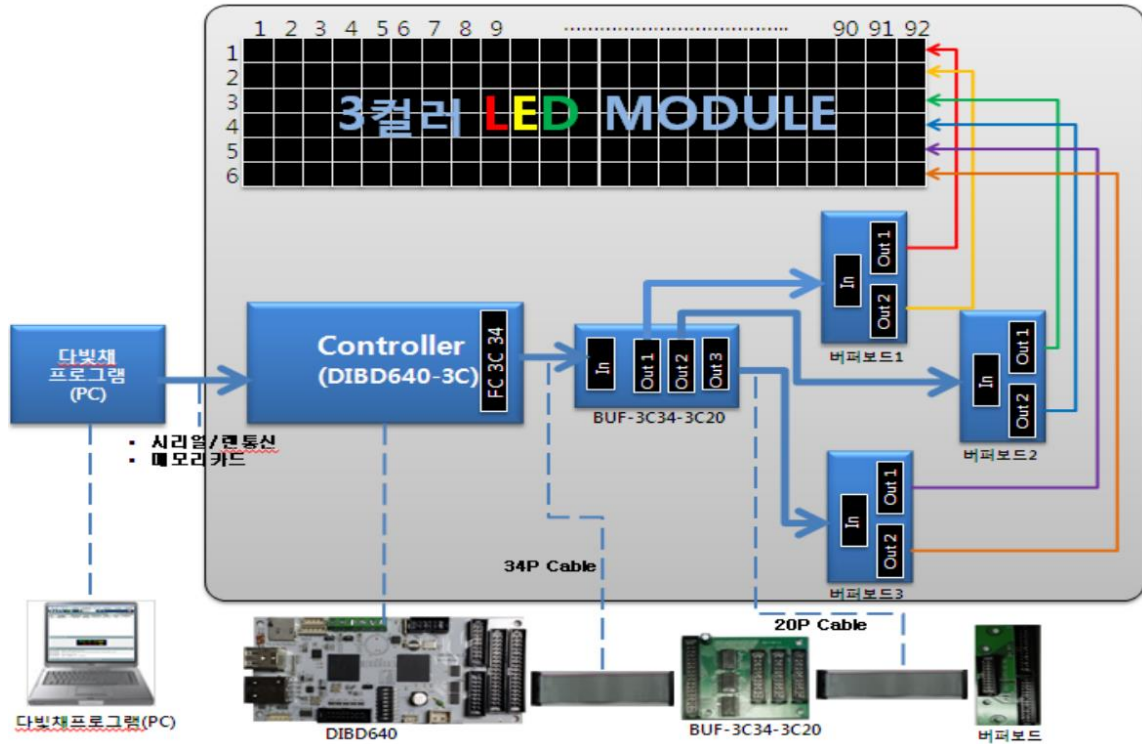 1 2 3 4 5 6 7 8 9 ........................................ 90 91 92
1
2
3
4
5
6
3컬러 LED MODULE
다빛채
프로그램
(PC)
• 시리얼/랜통신
• 메모리카드
Controller
(DIBD640-3C)
FC 3C 34
In
Out 1
Out 2
Out 3
BUF-3C34-3C20
In
Out 1
Out 2
버퍼보드1
In
Out 1
Out 2
버퍼보드2
In
Out 1
Out 2
버퍼보드3
34P Cable
20P Cable
다빛채프로그램(PC)
DIBD640
BUF-3C34-3C20
버퍼보드